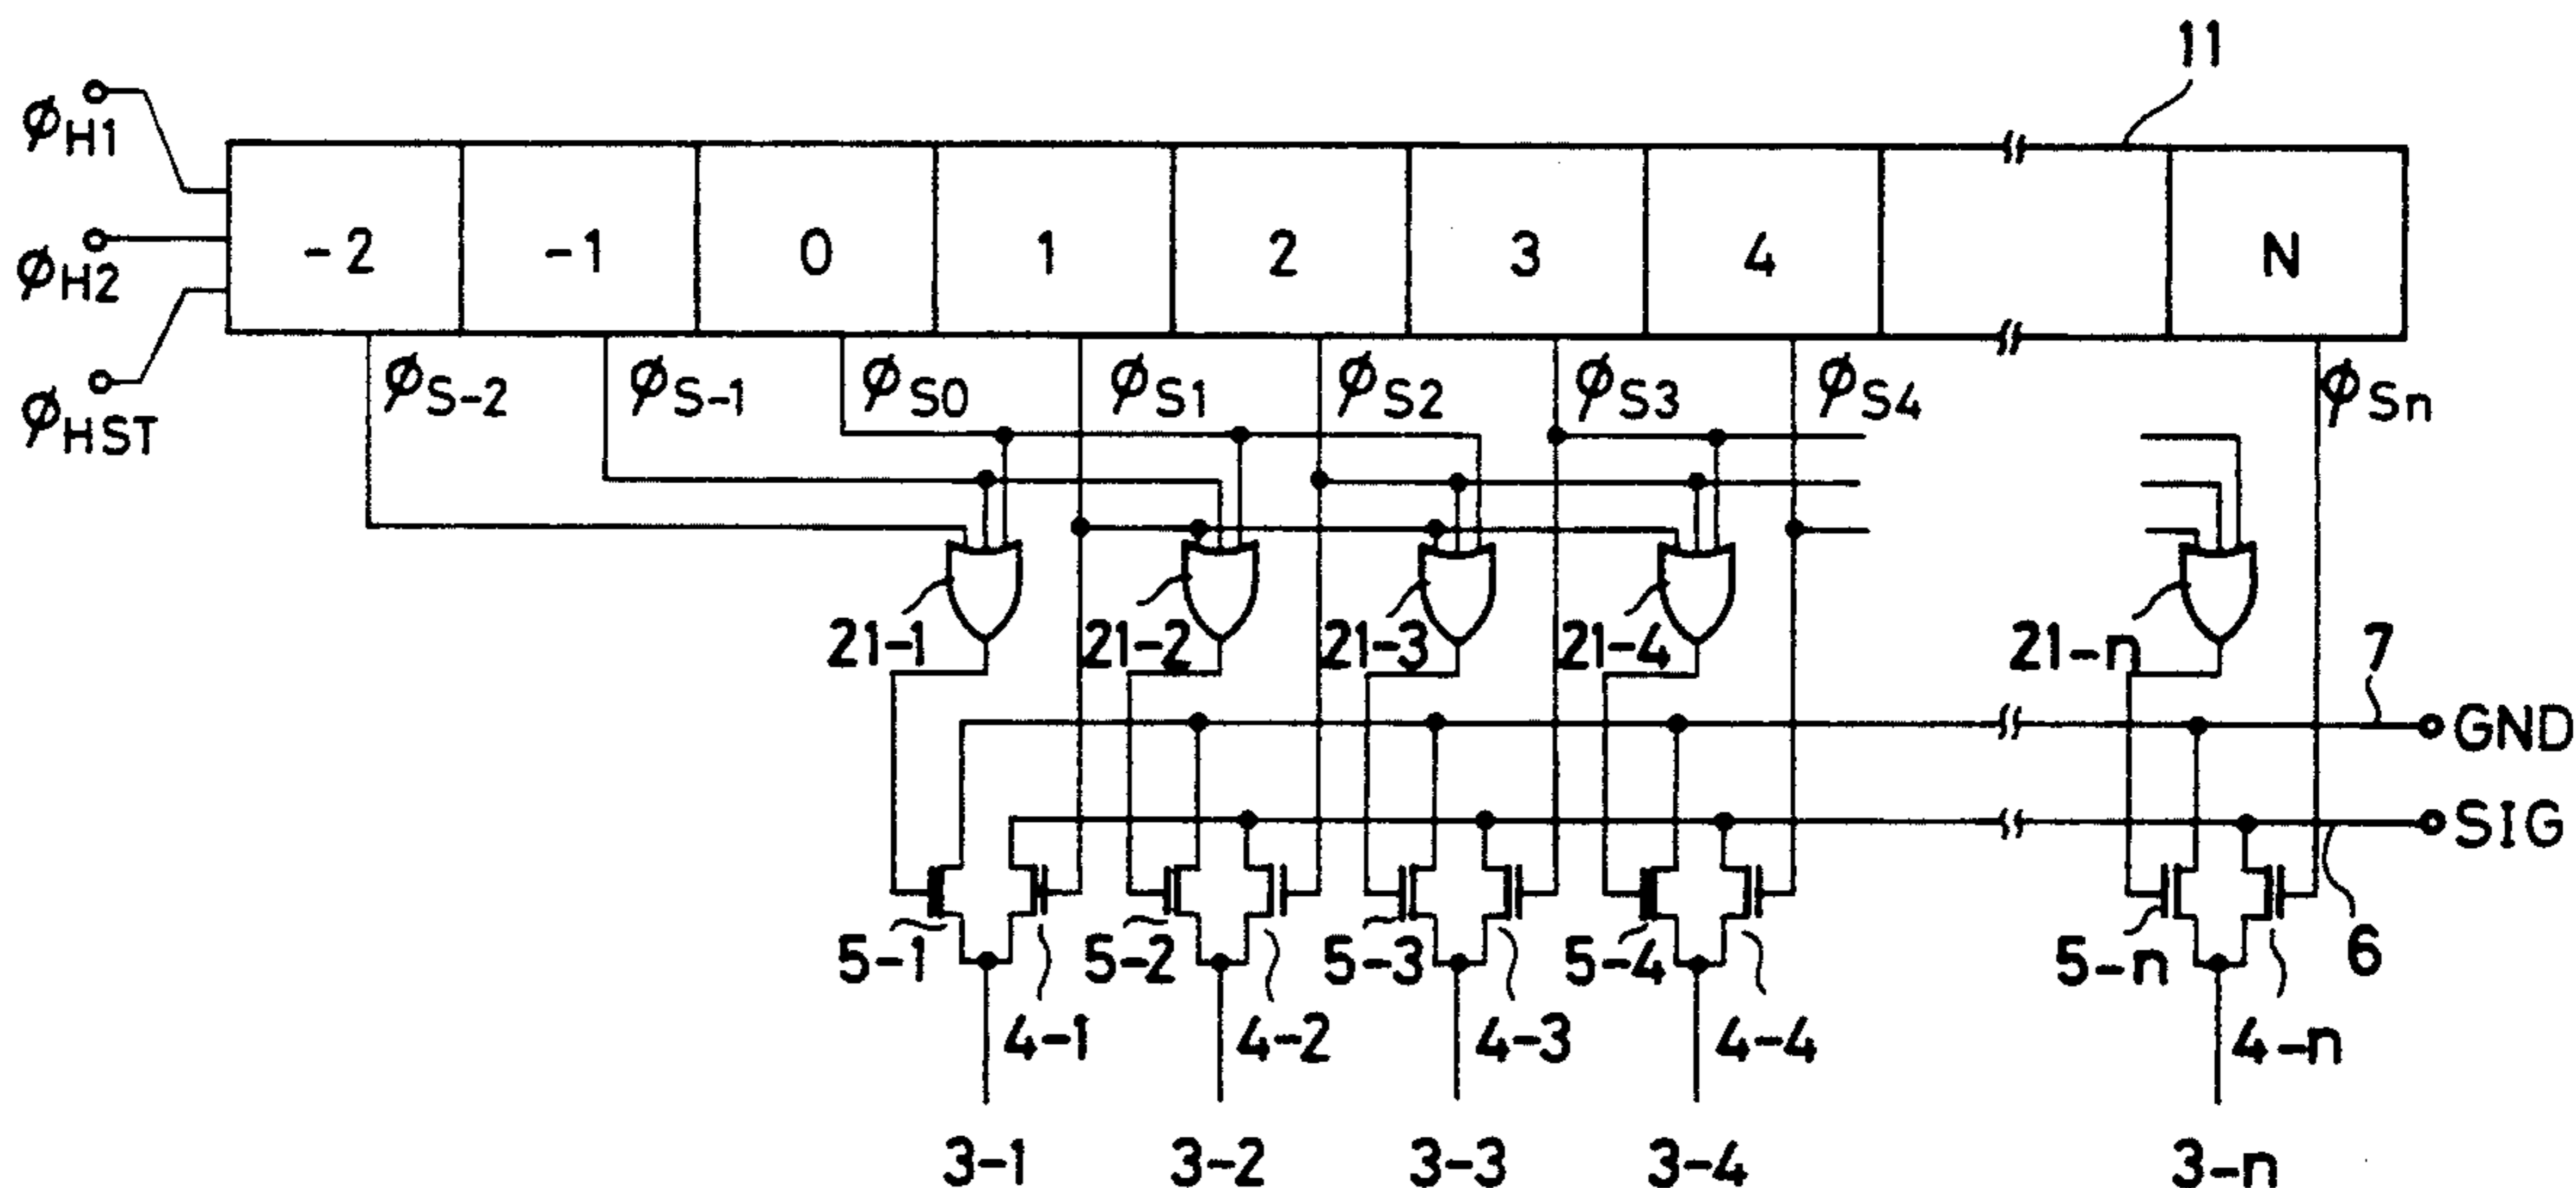 11
φH1
φH2
φHST
-2 -1 0 1 2 3 4 N
φS-2 φS-1 φS0 φS1 φS2 φS3 φS4 φSn
21-1 21-2 21-3 21-4 21-n 7
GND
SIG
5-1 5-2 5-3 5-4 5-n 6
4-1 4-2 4-3 4-4 4-n
3-1 3-2 3-3 3-4 3-n